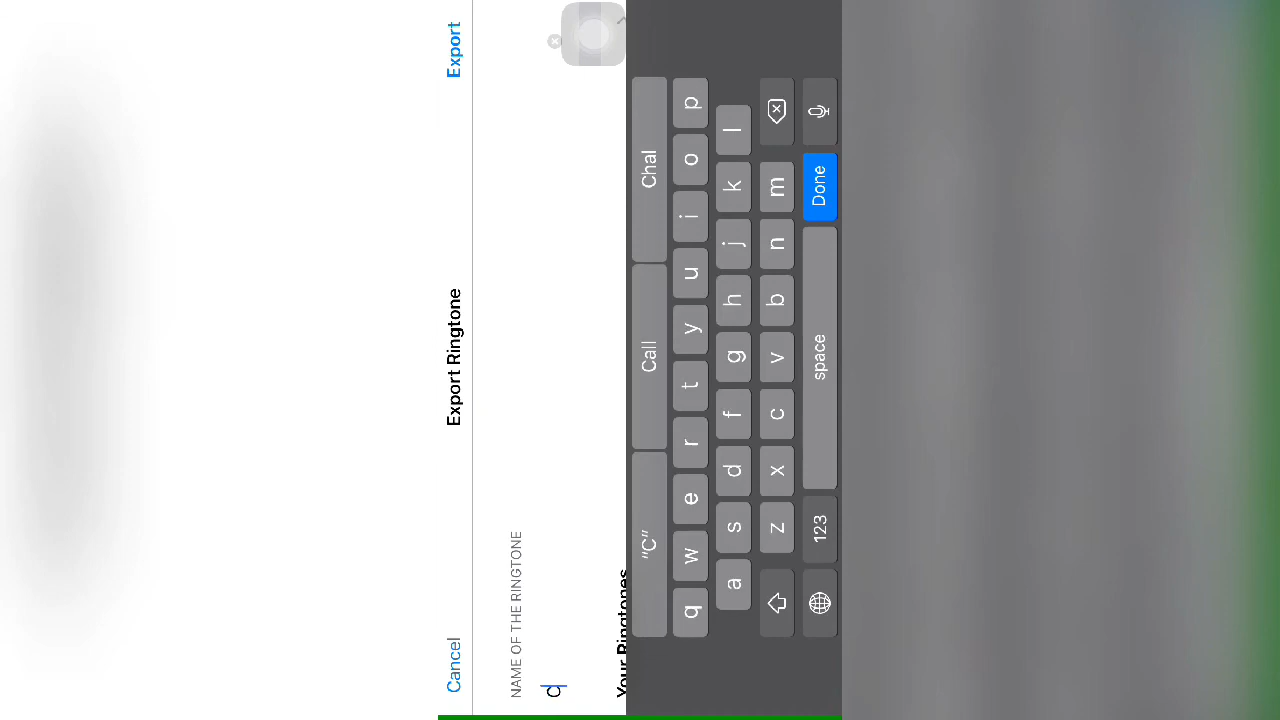 Cancel Export Ringtone Export
NAME OF THE RINGTONE
C
Your Ringtones
"C" Call Chal
q w e r t y u i o p
a s d f g h j k l
z x c v b n m
123 space Done